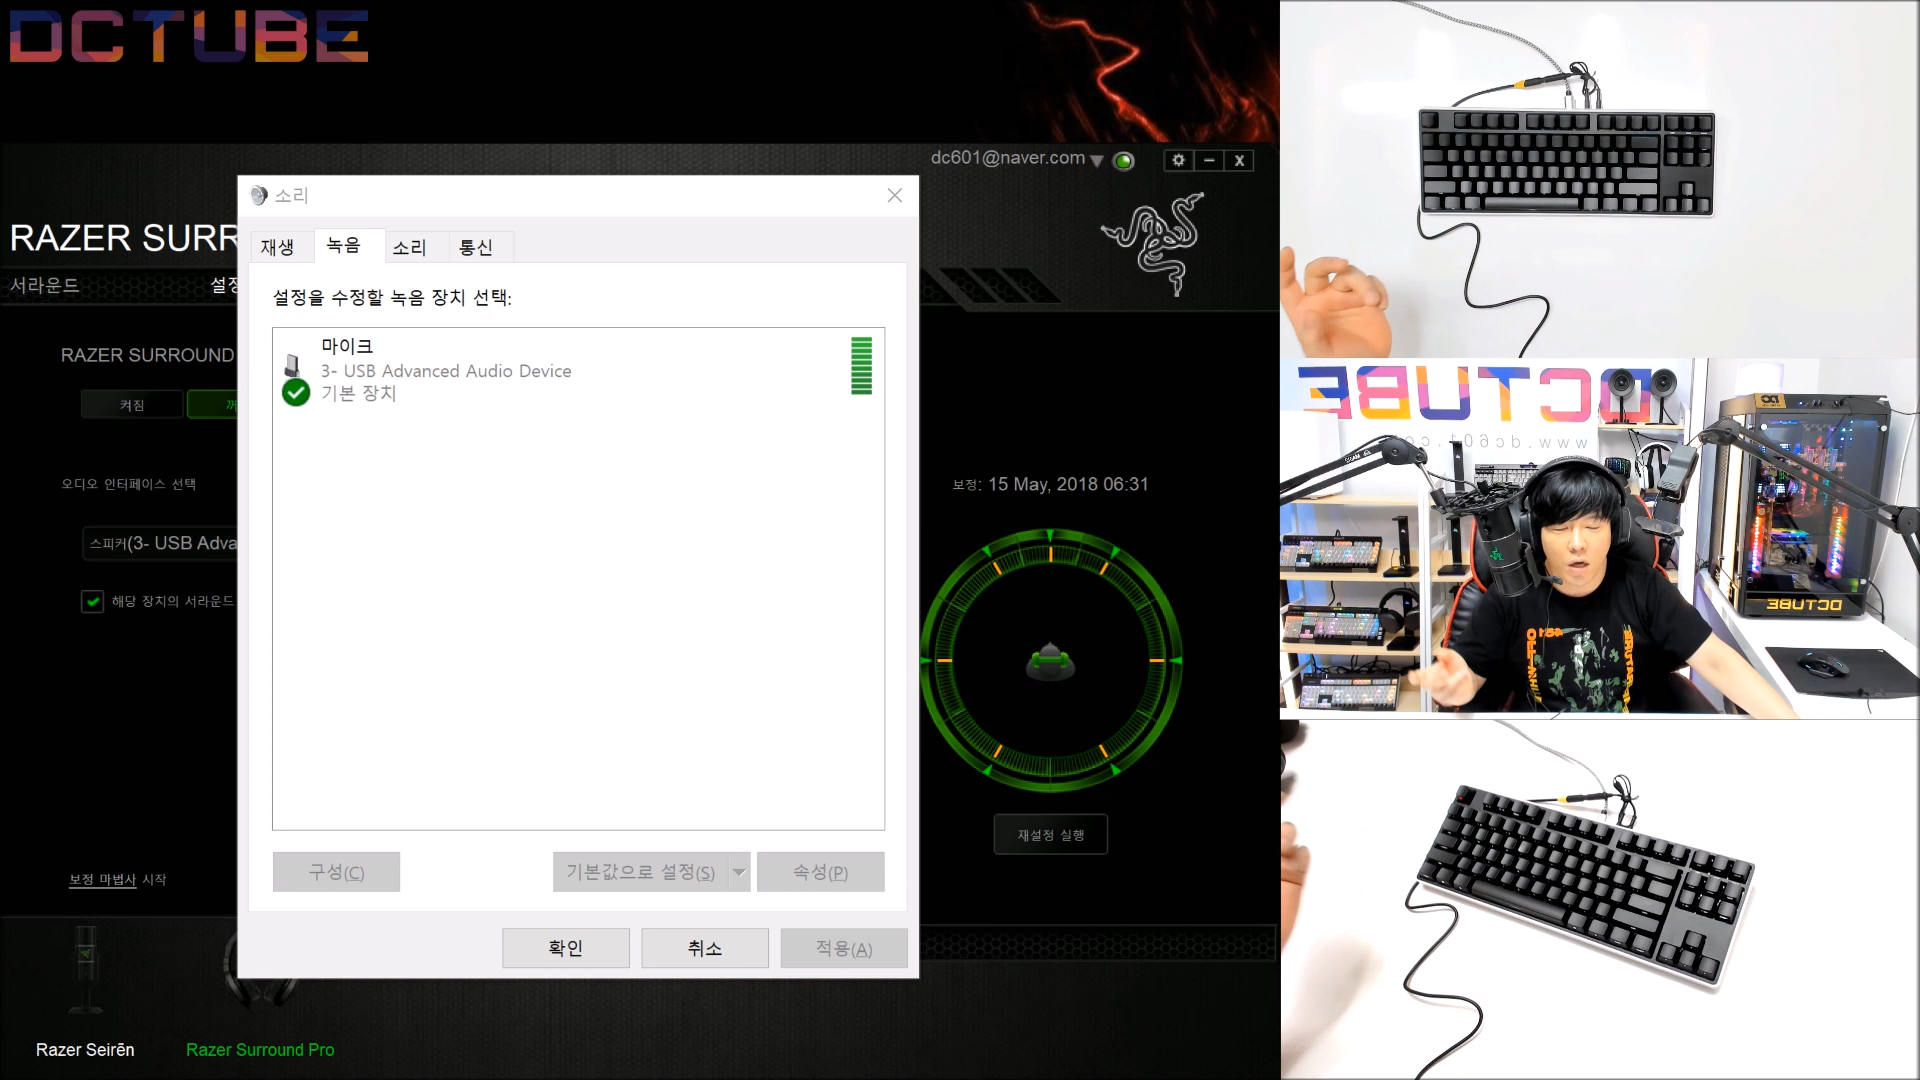 DCTUBE
dc601@naver.com
X
RAZER SURR
서라운드
설정
RAZER SURROUND
켜짐
꺼
오디오 인터페이스 선택
스피커(3- USB Adva
해당 장치의 서라운드
보정 마법사 시작
Razer Seirēn
Razer Surround Pro
소리
재생
녹음
소리
통신
설정을 수정할 녹음 장치 선택:
마이크
3- USB Advanced Audio Device
기본 장치
구성(C)
기본값으로 설정(S)
속성(P)
확인
취소
적용(A)
보정: 15 May, 2018 06:31
재설정 실행
DCTUBE
DCTUBE